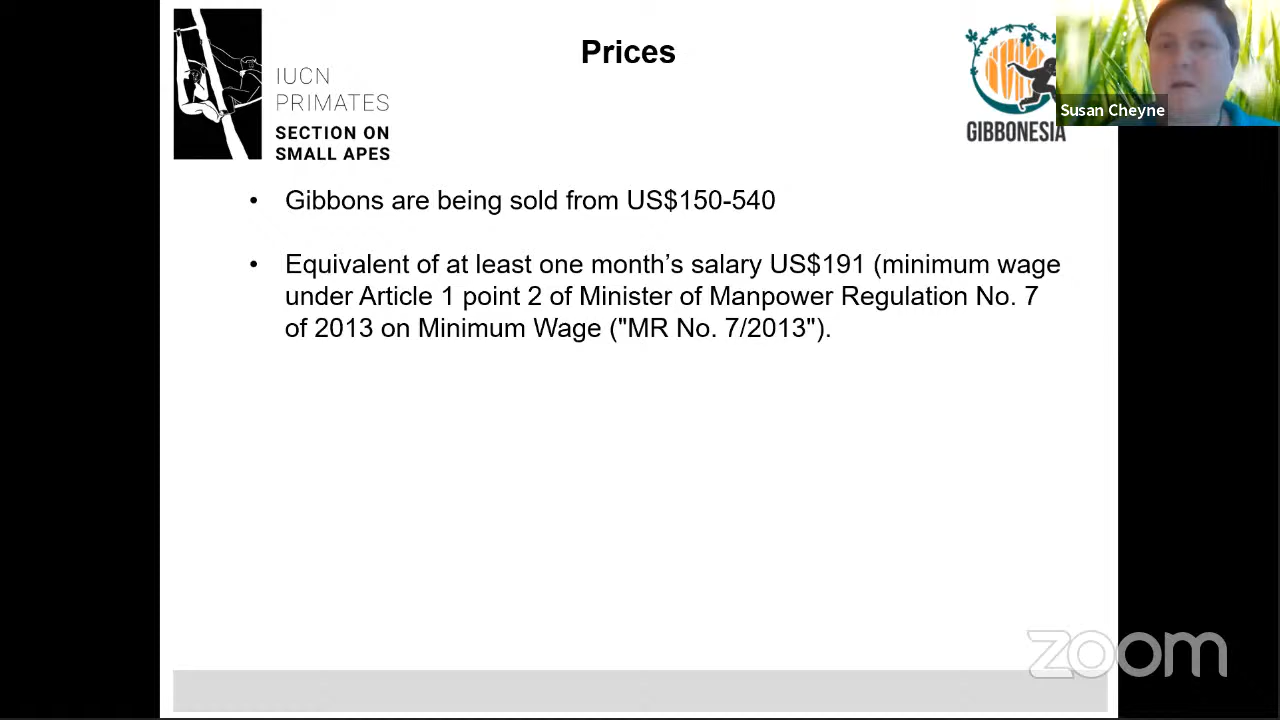 Prices
IUCN
PRIMATES
SECTION ON
SMALL APES
GIBBONESIA
Susan Cheyne
• Gibbons are being sold from US$150-540
• Equivalent of at least one month’s salary US$191 (minimum wage
under Article 1 point 2 of Minister of Manpower Regulation No. 7
of 2013 on Minimum Wage ("MR No. 7/2013").
zoom